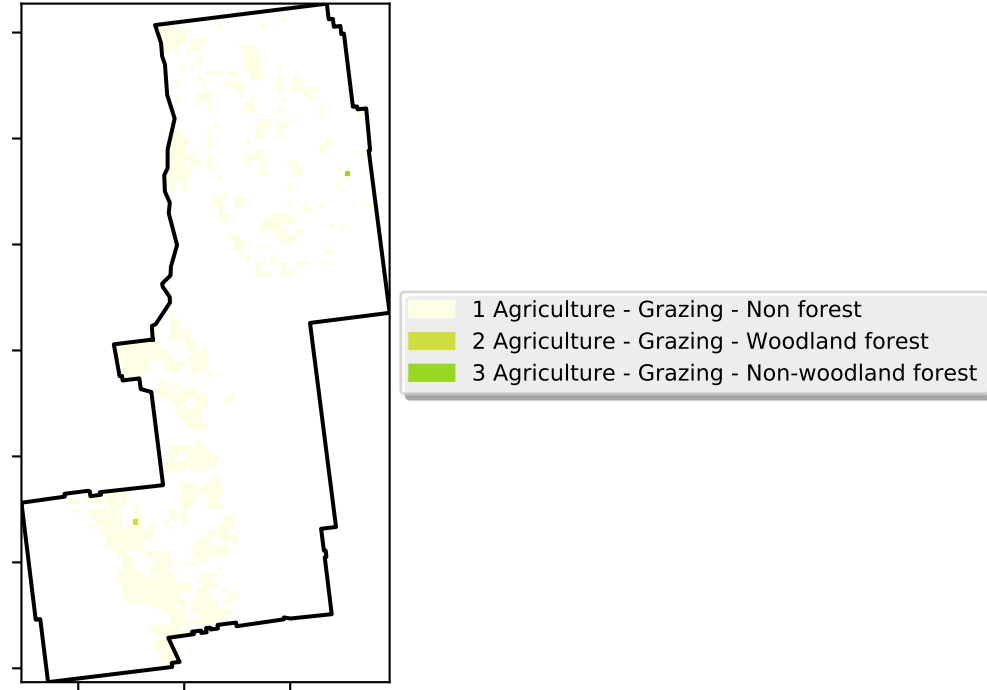 1 Agriculture - Grazing - Non forest
2 Agriculture - Grazing - Woodland forest
3 Agriculture - Grazing - Non-woodland forest